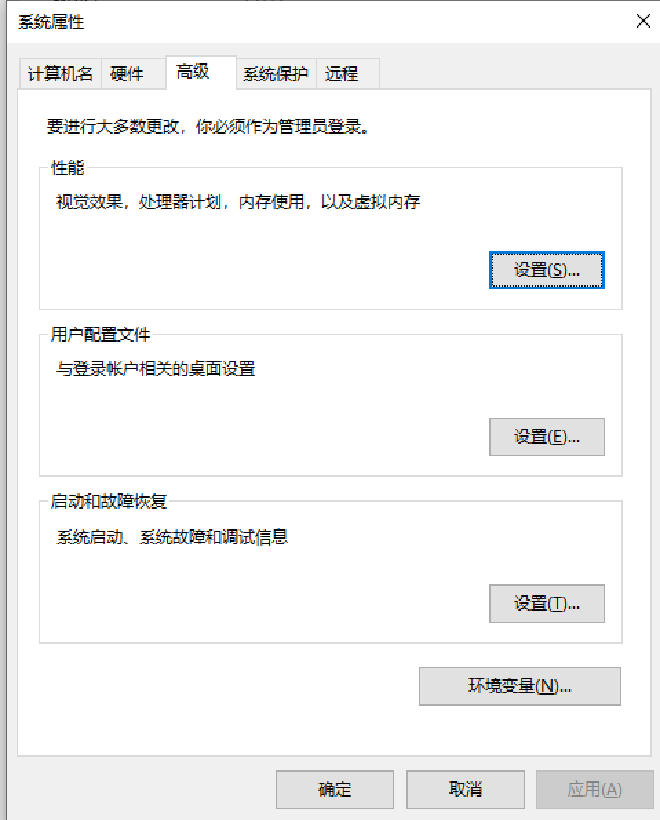 系统属性
计算机名 硬件 高级 系统保护 远程
要进行大多数更改，你必须作为管理员登录。
性能
视觉效果，处理器计划，内存使用，以及虚拟内存
设置(S)...
用户配置文件
与登录帐户相关的桌面设置
设置(E)...
启动和故障恢复
系统启动、系统故障和调试信息
设置(T)...
环境变量(N)...
确定 取消 应用(A)